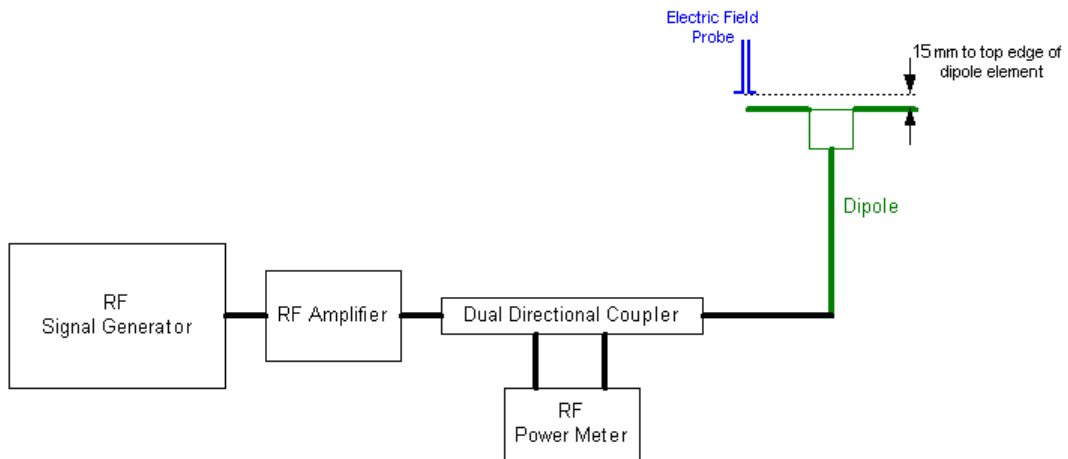 Electric Field
Probe
15 mm to top edge of
dipole element
Dipole
RF
Signal Generator
RF Amplifier
Dual Directional Coupler
RF
Power Meter